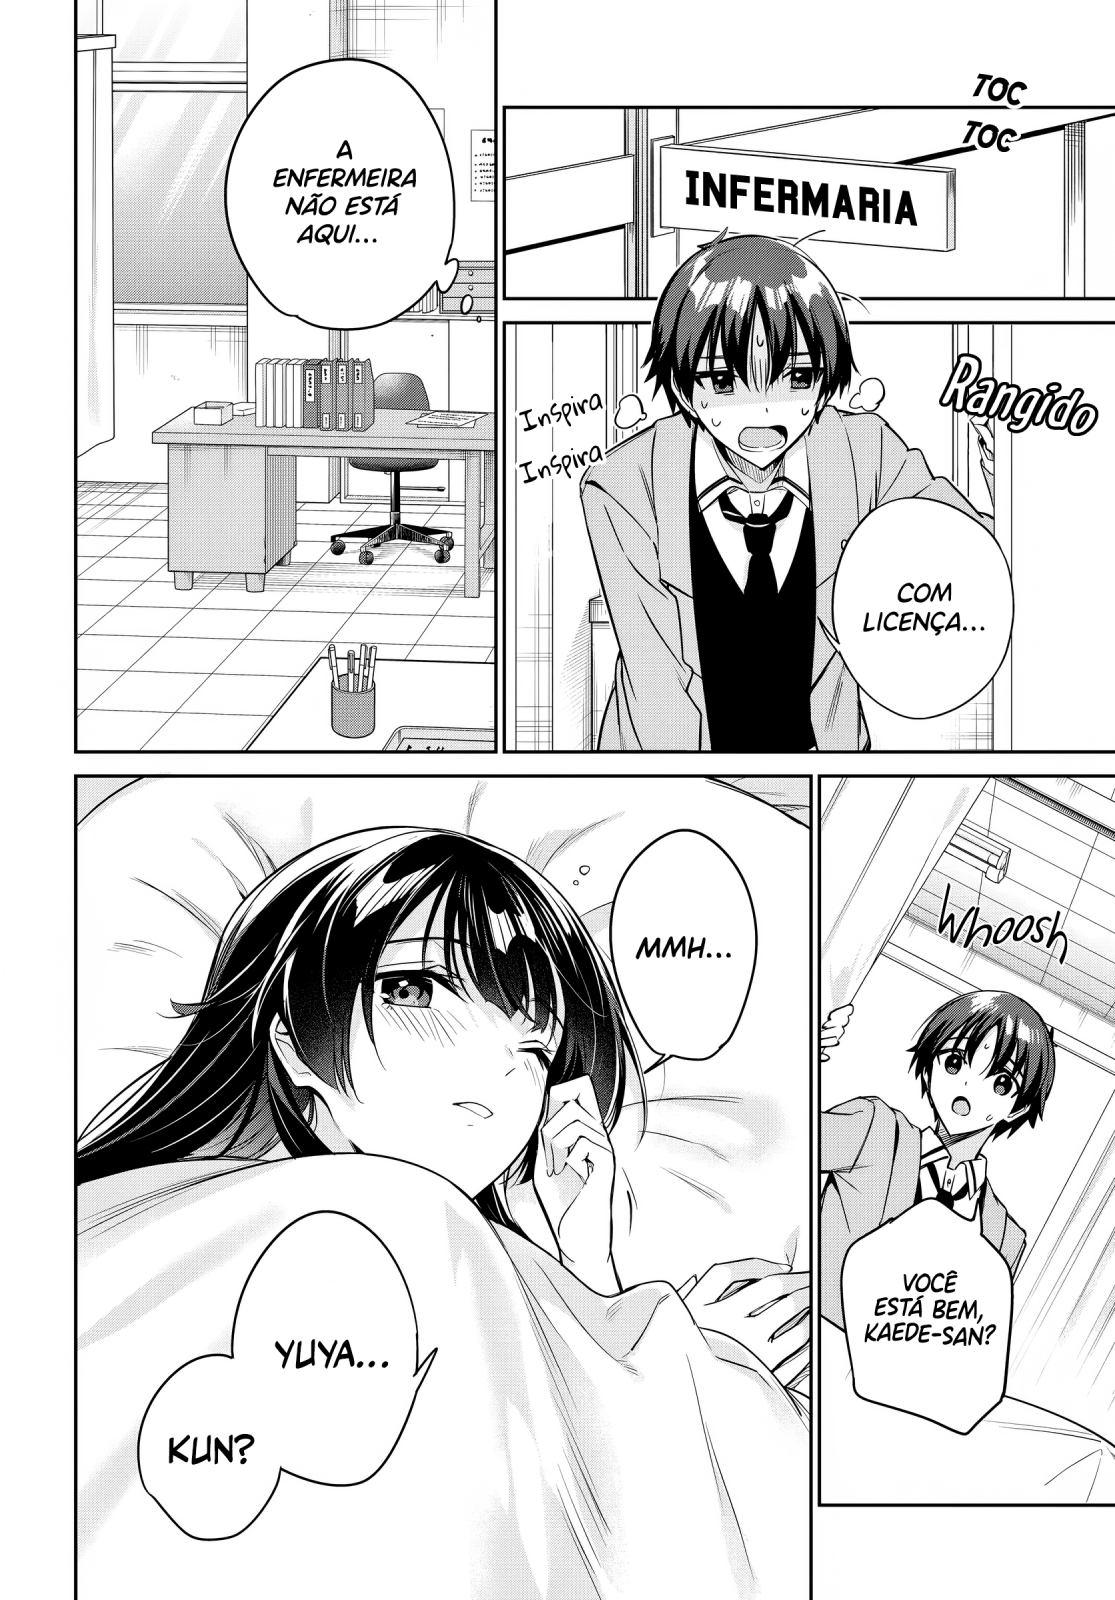 TOC
TOC
INFERMARIA
Rangido
Inspira
Inspira
COM
LICENÇA...
A
ENFERMEIRA
NÃO ESTÁ
AQUI...
Whoosh
VOCÊ
ESTÁ BEM,
KAEDE-SAN?
MMH...
YUYA...
KUN?